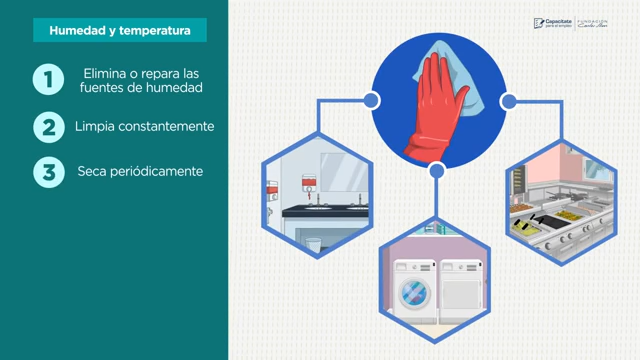 Humedad y temperatura
1 Elimina o repara las
fuentes de humedad
2 Limpia constantemente
3 Seca periódicamente
Capacítate
para el empleo
FUNDACIÓN
Carlos Slim